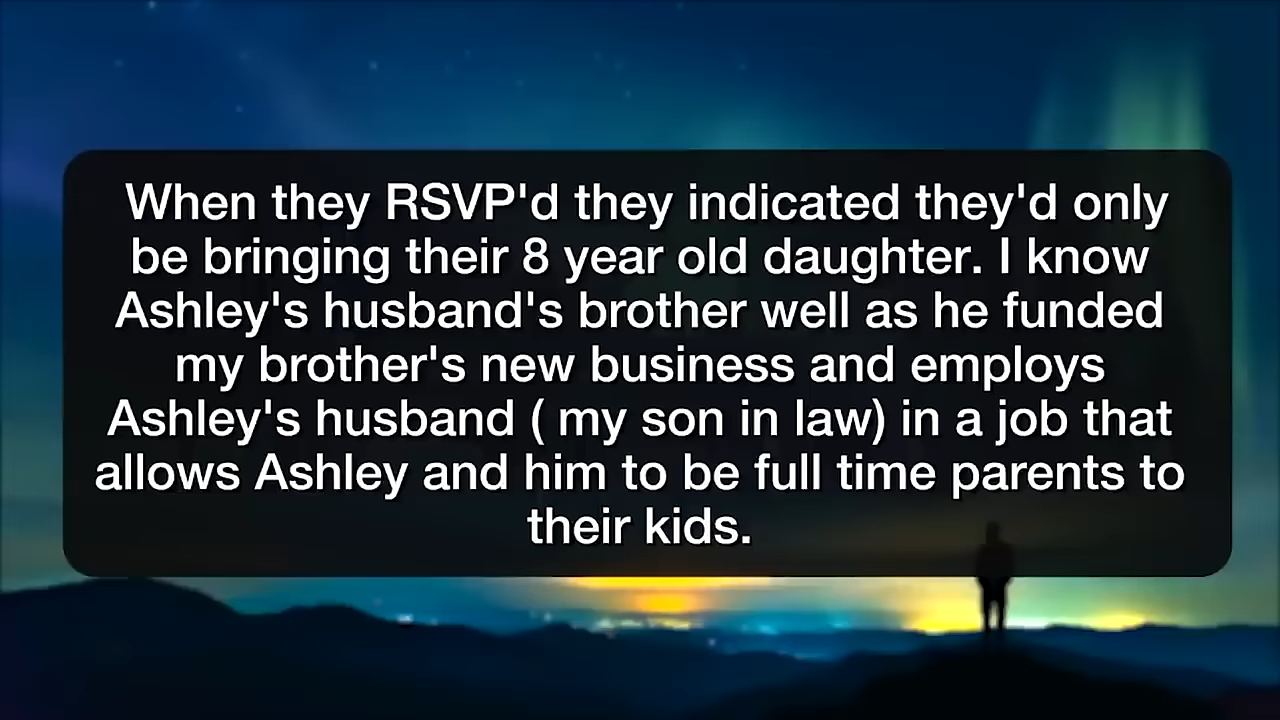 When they RSVP'd they indicated they'd only
be bringing their 8 year old daughter. I know
Ashley's husband's brother well as he funded
my brother's new business and employs
Ashley's husband ( my son in law) in a job that
allows Ashley and him to be full time parents to
their kids.